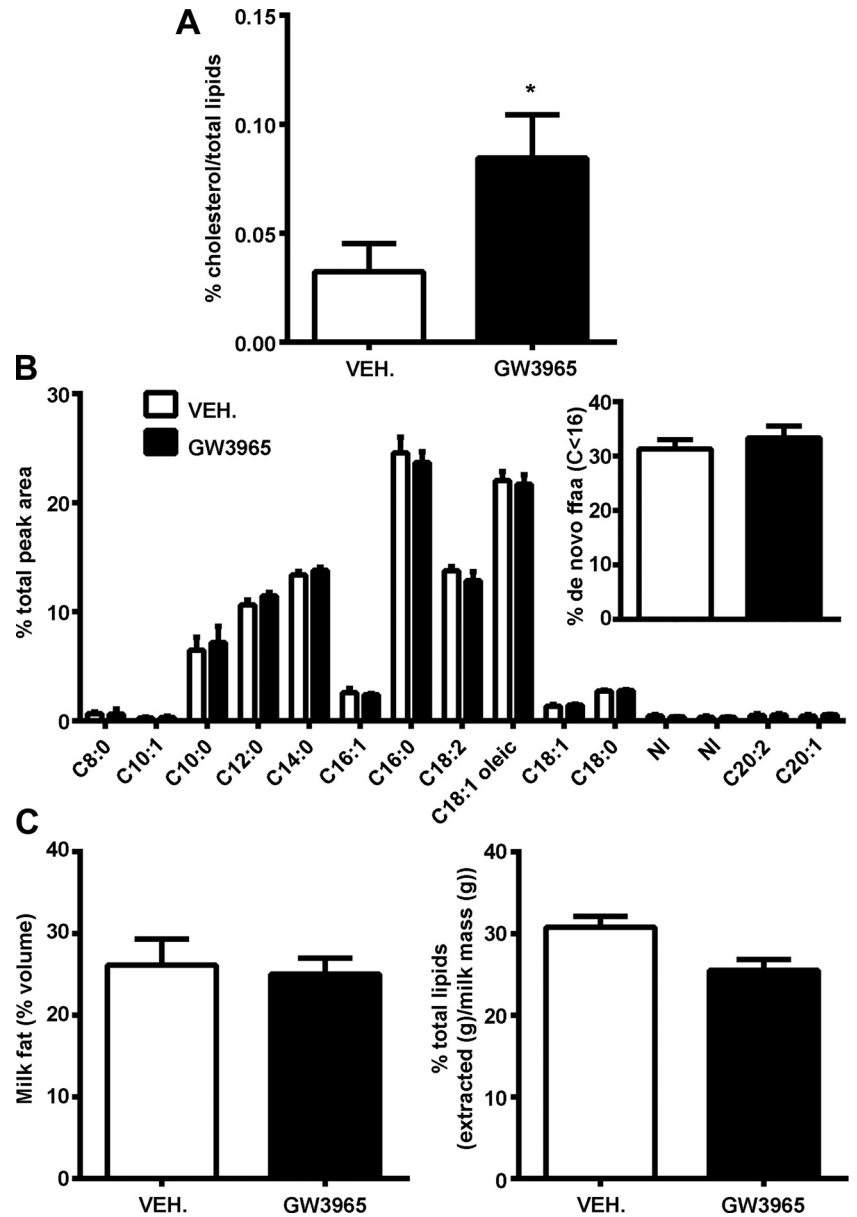 A
% cholesterol/total lipids
0.15
0.10
0.05
0.00
*
VEH.
GW3965
B
% total peak area
30
20
10
0
VEH.
GW3965
% de novo ffaa (C<16)
40
30
20
10
0
C8:0
C10:1
C10:0
C12:0
C14:0
C16:1
C16:0
C18:2
C18:1 oleic
C18:1
C18:0
NI
NI
C20:2
C20:1
C
Milk fat (% volume)
40
30
20
10
0
VEH.
GW3965
% total lipids
(extracted (g)/milk mass (g))
40
30
20
10
0
VEH.
GW3965